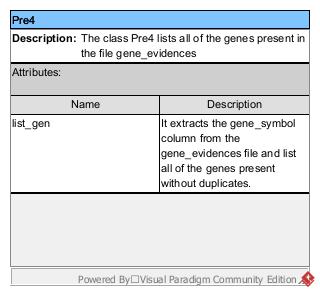 Pre4
Description: The class Pre4 lists all of the genes present in
the file gene_evidences
Attributes:
Name Description
list_gen It extracts the gene_symbol
column from the
gene_evidences file and list
all of the genes present
without duplicates.
Powered By□Visual Paradigm Community Edition